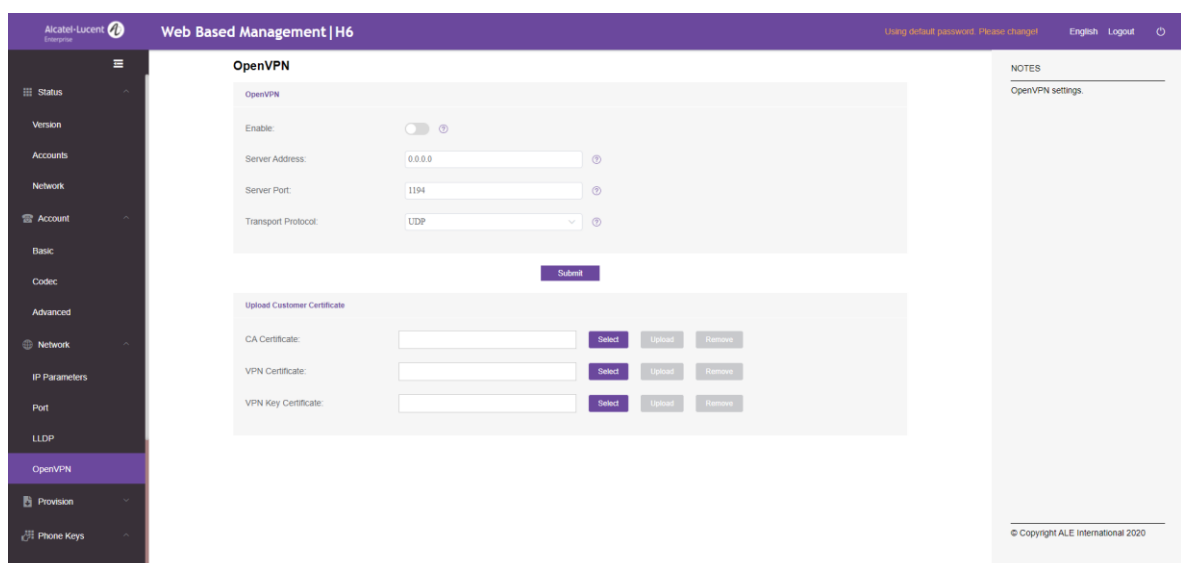 Alcatel-Lucent
Enterprise
Web Based Management|H6
Using default password. Please change!
English Logout
Status
Version
Accounts
Network
Account
Basic
Codec
Advanced
Network
IP Parameters
Port
LLDP
OpenVPN
Provision
Phone Keys
OpenVPN
OpenVPN
Enable:
Server Address: 0.0.0.0
Server Port: 1194
Transport Protocol: UDP
Submit
Upload Customer Certificate
CA Certificate: Select Upload Remove
VPN Certificate: Select Upload Remove
VPN Key Certificate: Select Upload Remove
NOTES
OpenVPN settings.
© Copyright ALE International 2020